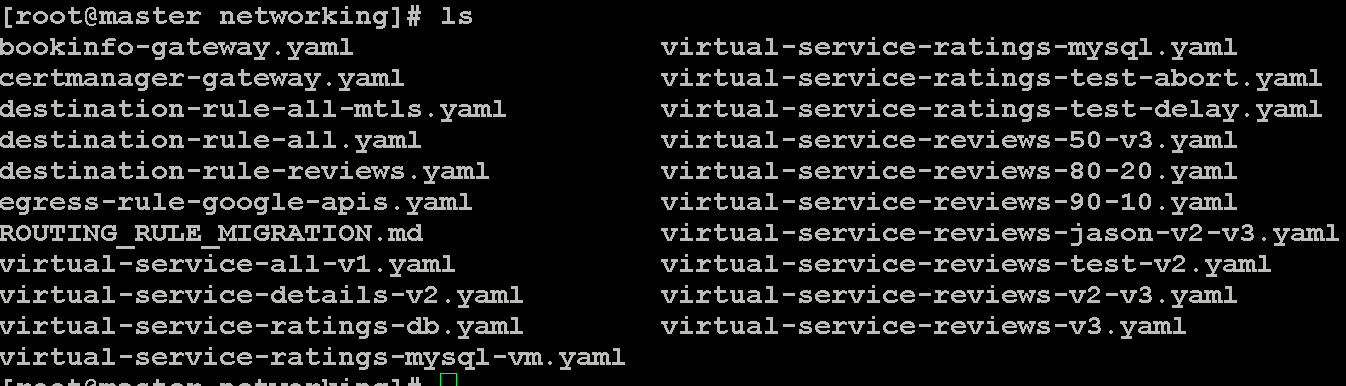 [root@master networking]# ls
bookinfo-gateway.yaml virtual-service-ratings-mysql.yaml
certmanager-gateway.yaml virtual-service-ratings-test-abort.yaml
destination-rule-all-mtls.yaml virtual-service-ratings-test-delay.yaml
destination-rule-all.yaml virtual-service-reviews-50-v3.yaml
destination-rule-reviews.yaml virtual-service-reviews-80-20.yaml
egress-rule-google-apis.yaml virtual-service-reviews-90-10.yaml
ROUTING_RULE_MIGRATION.md virtual-service-reviews-jason-v2-v3.yaml
virtual-service-all-v1.yaml virtual-service-reviews-test-v2.yaml
virtual-service-details-v2.yaml virtual-service-reviews-v2-v3.yaml
virtual-service-ratings-db.yaml virtual-service-reviews-v3.yaml
virtual-service-ratings-mysql-vm.yaml
[root@master networking]#